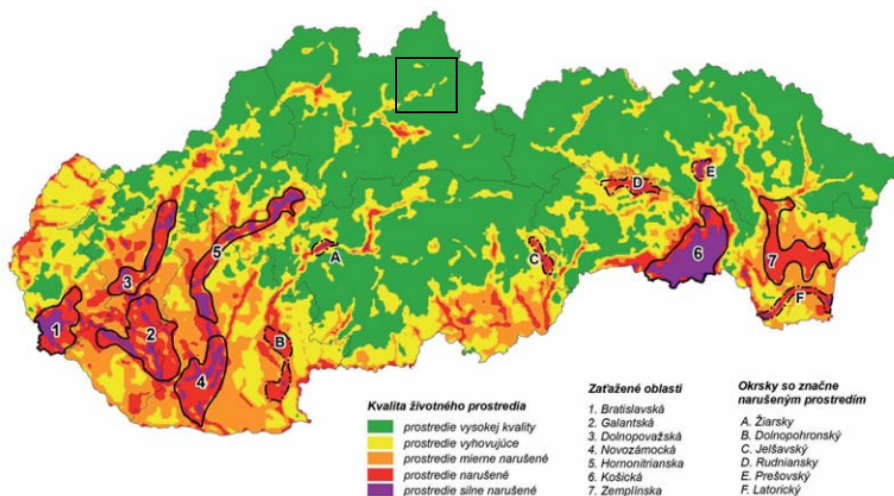 E
D
A
C
5
6
7
3
F
1
2
B
4
Kvalita životného prostredia
prostredie vysokej kvality
prostredie vyhovujúce
prostredie mierne narušené
prostredie narušené
prostredie silne narušené
Zaťažené oblasti
1. Bratislavská
2. Galantská
3. Dolnopovažská
4. Novozámocká
5. Hornonitrianska
6. Košická
7. Zemplínska
Okrsky so značne
narušeným prostredím
A. Žiarsky
B. Dolnopohronský
C. Jelšavský
D. Rudniansky
E. Prešovský
F. Latorický